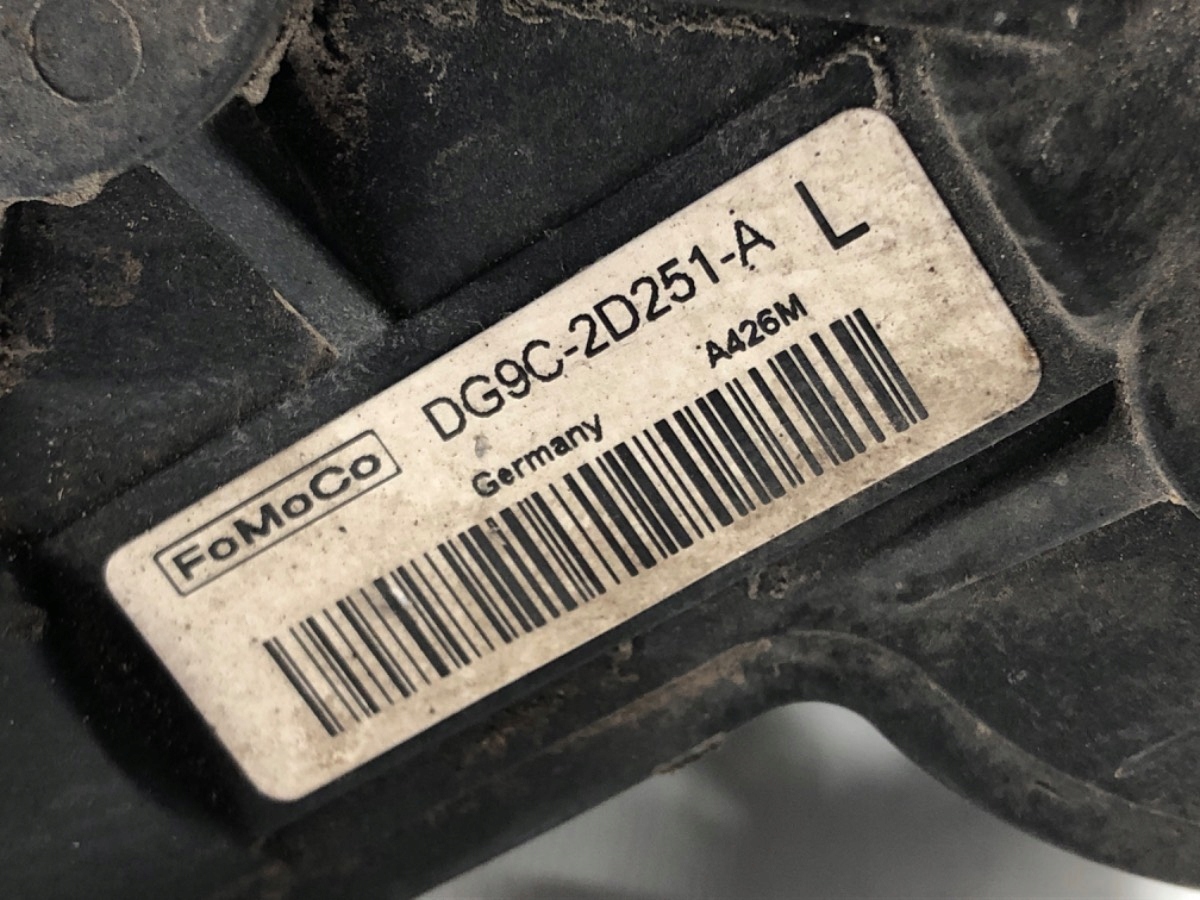 FoMoCo
DG9C-2D251-A L
Germany
A426M